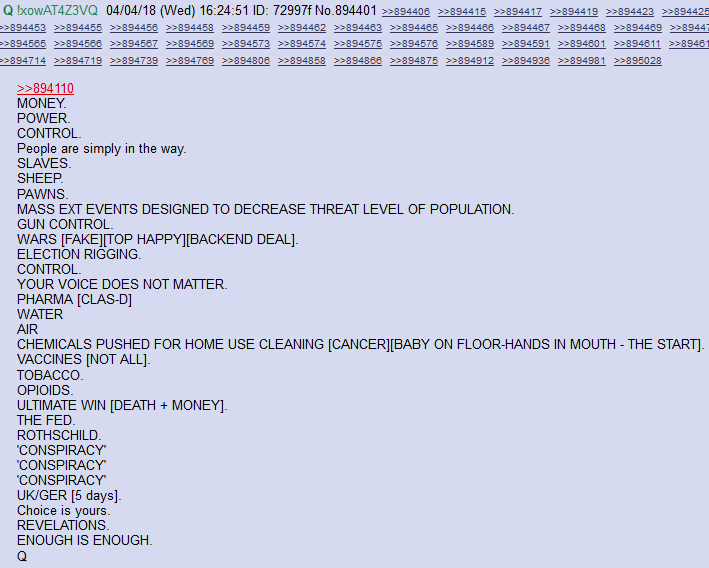 Q !xowAT4Z3VQ 04/04/18 (Wed) 16:24:51 ID: 72997f No.894401 >>894406 >>894415 >>894417 >>894419 >>894423 >>894425
>>894453 >>894455 >>894456 >>894458 >>894459 >>894462 >>894463 >>894465 >>894466 >>894467 >>894468 >>894469 >>89447
>>894565 >>894566 >>894567 >>894569 >>894573 >>894574 >>894575 >>894576 >>894589 >>894591 >>894601 >>894611 >>89461
>>894714 >>894719 >>894739 >>894769 >>894806 >>894858 >>894866 >>894875 >>894912 >>894936 >>894981 >>895028
>>894110
MONEY.
POWER.
CONTROL.
People are simply in the way.
SLAVES.
SHEEP.
PAWNS.
MASS EXT EVENTS DESIGNED TO DECREASE THREAT LEVEL OF POPULATION.
GUN CONTROL.
WARS [FAKE][TOP HAPPY][BACKEND DEAL].
ELECTION RIGGING.
CONTROL.
YOUR VOICE DOES NOT MATTER.
PHARMA [CLAS-D]
WATER
AIR
CHEMICALS PUSHED FOR HOME USE CLEANING [CANCER][BABY ON FLOOR-HANDS IN MOUTH - THE START].
VACCINES [NOT ALL].
TOBACCO.
OPIOIDS.
ULTIMATE WIN [DEATH + MONEY].
THE FED.
ROTHSCHILD.
'CONSPIRACY'
'CONSPIRACY'
'CONSPIRACY'
UK/GER [5 days].
Choice is yours.
REVELATIONS.
ENOUGH IS ENOUGH.
Q